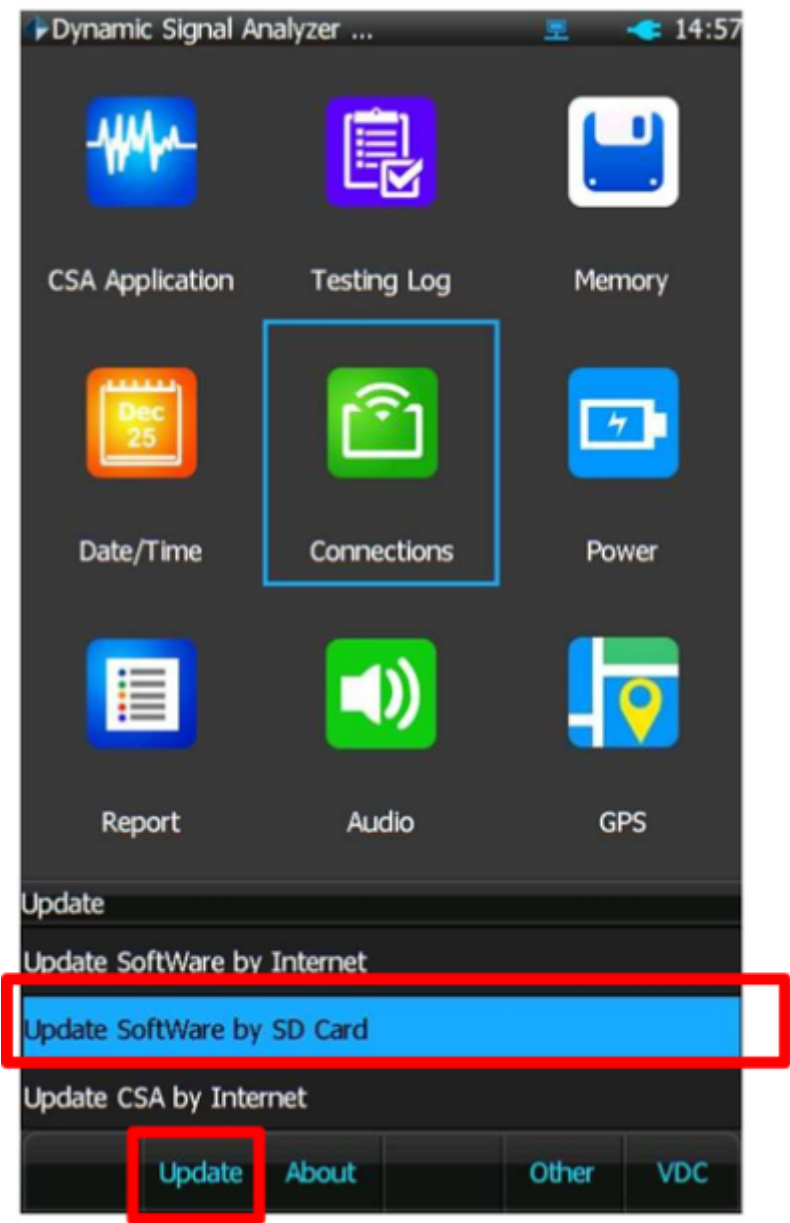 Dynamic Signal Analyzer ... 14:57
CSA Application Testing Log Memory
Dec
25
Date/Time Connections Power
Report Audio GPS
Update
Update SoftWare by Internet
Update SoftWare by SD Card
Update CSA by Internet
Update About Other VDC